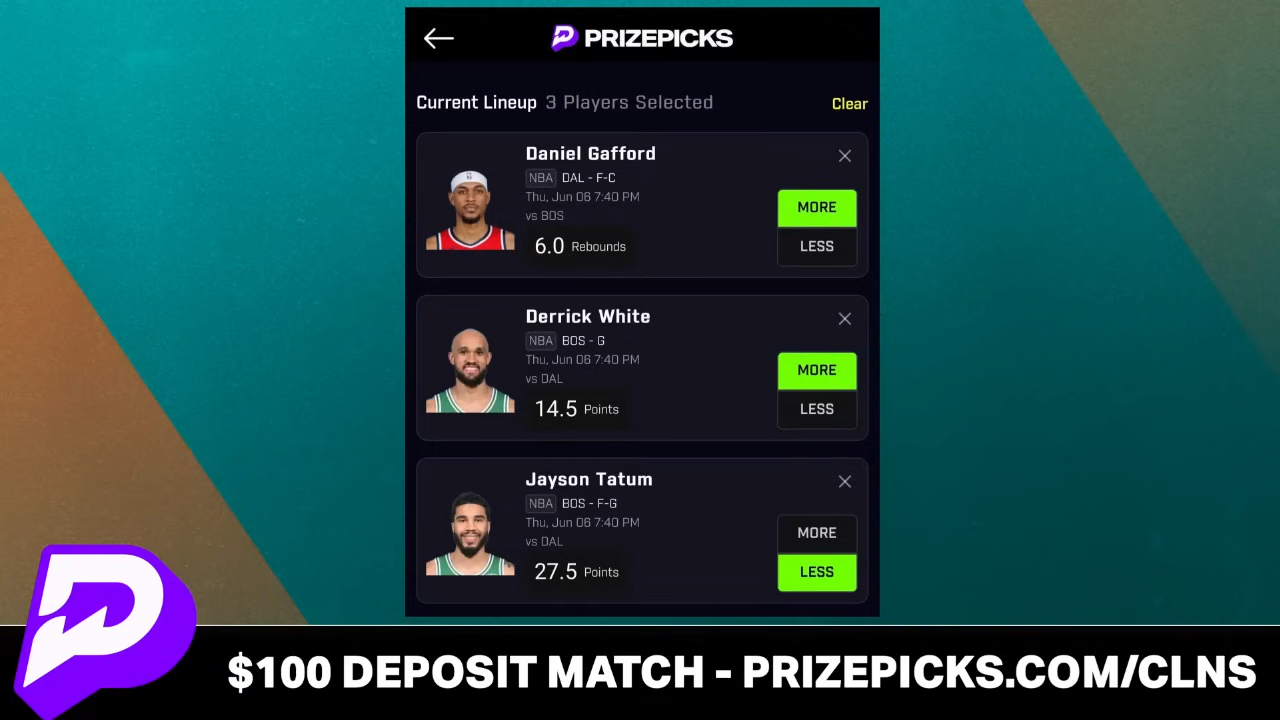 PRIZEPICKS
Current Lineup 3 Players Selected Clear
Daniel Gafford
NBA DAL - F-C
Thu, Jun 06 7:40 PM
vs BOS
6.0 Rebounds
MORE
LESS
Derrick White
NBA BOS - G
Thu, Jun 06 7:40 PM
vs DAL
14.5 Points
MORE
LESS
Jayson Tatum
NBA BOS - F-G
Thu, Jun 06 7:40 PM
vs DAL
27.5 Points
MORE
LESS
$100 DEPOSIT MATCH - PRIZEPICKS.COM/CLNS